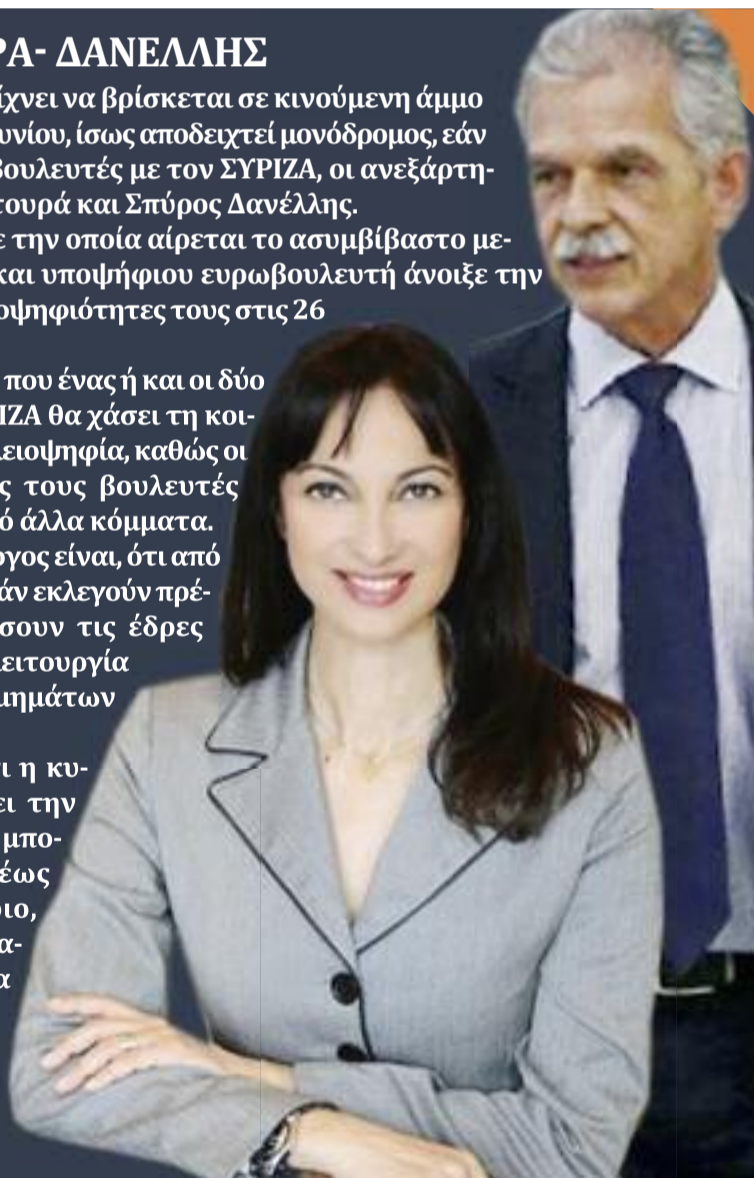 ΡΑ- ΔΑΝΕΛΛΗΣ
ίχνει να βρίσκεται σε κινούμενη άμμο
υνίου, ίσως αποδειχτεί μονόδρομος, εάν
βουλευτές με τον ΣΥΡΙΖΑ, οι ανεξάρτη-
τουρά και Σπύρος Δανέλλης.
ε την οποία αίρεται το ασυμβίβαστο με-
και υποψήφιου ευρωβουλευτή άνοιξε την
οψηφιότητες τους στις 26
που ένας ή και οι δύο
ΙΖΑ θα χάσει τη κοι-
λειοψηφία, καθώς οι
ς τους βουλευτές
ό άλλα κόμματα.
ργος είναι, ότι από
άν εκλεγούν πρέ-
σουν τις έδρες
λειτουργία
μημάτων
ι η κυ-
ει την
μπο-
έως
ιο,
α-
α